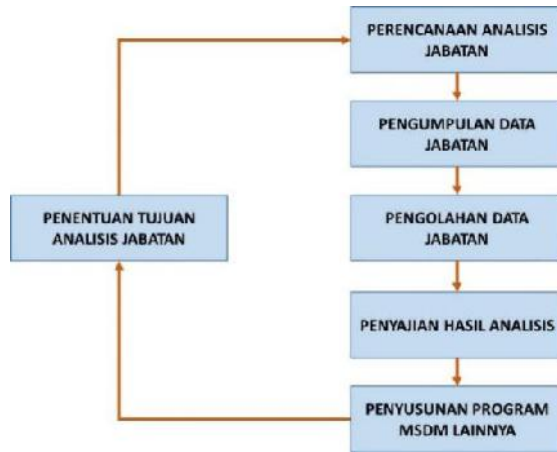 PERENCANAAN ANALISIS
JABATAN
PENGUMPULAN DATA
JABATAN
PENENTUAN TUJUAN
ANALISIS JABATAN
PENGOLAHAN DATA
JABATAN
PENYAJIAN HASIL ANALISIS
PENYUSUNAN PROGRAM
MSDM LAINNYA